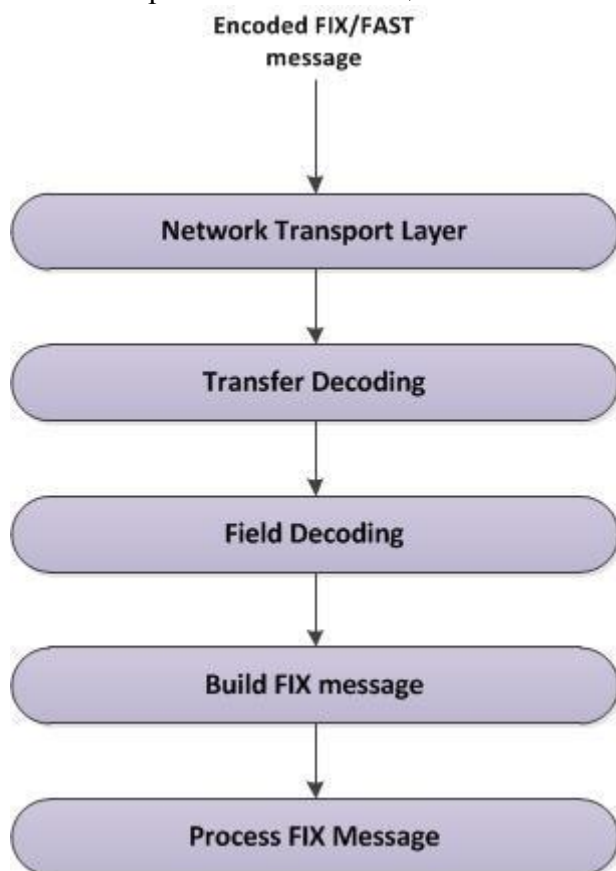 Encoded FIX/FAST
message
Network Transport Layer
Transfer Decoding
Field Decoding
Build FIX message
Process FIX Message